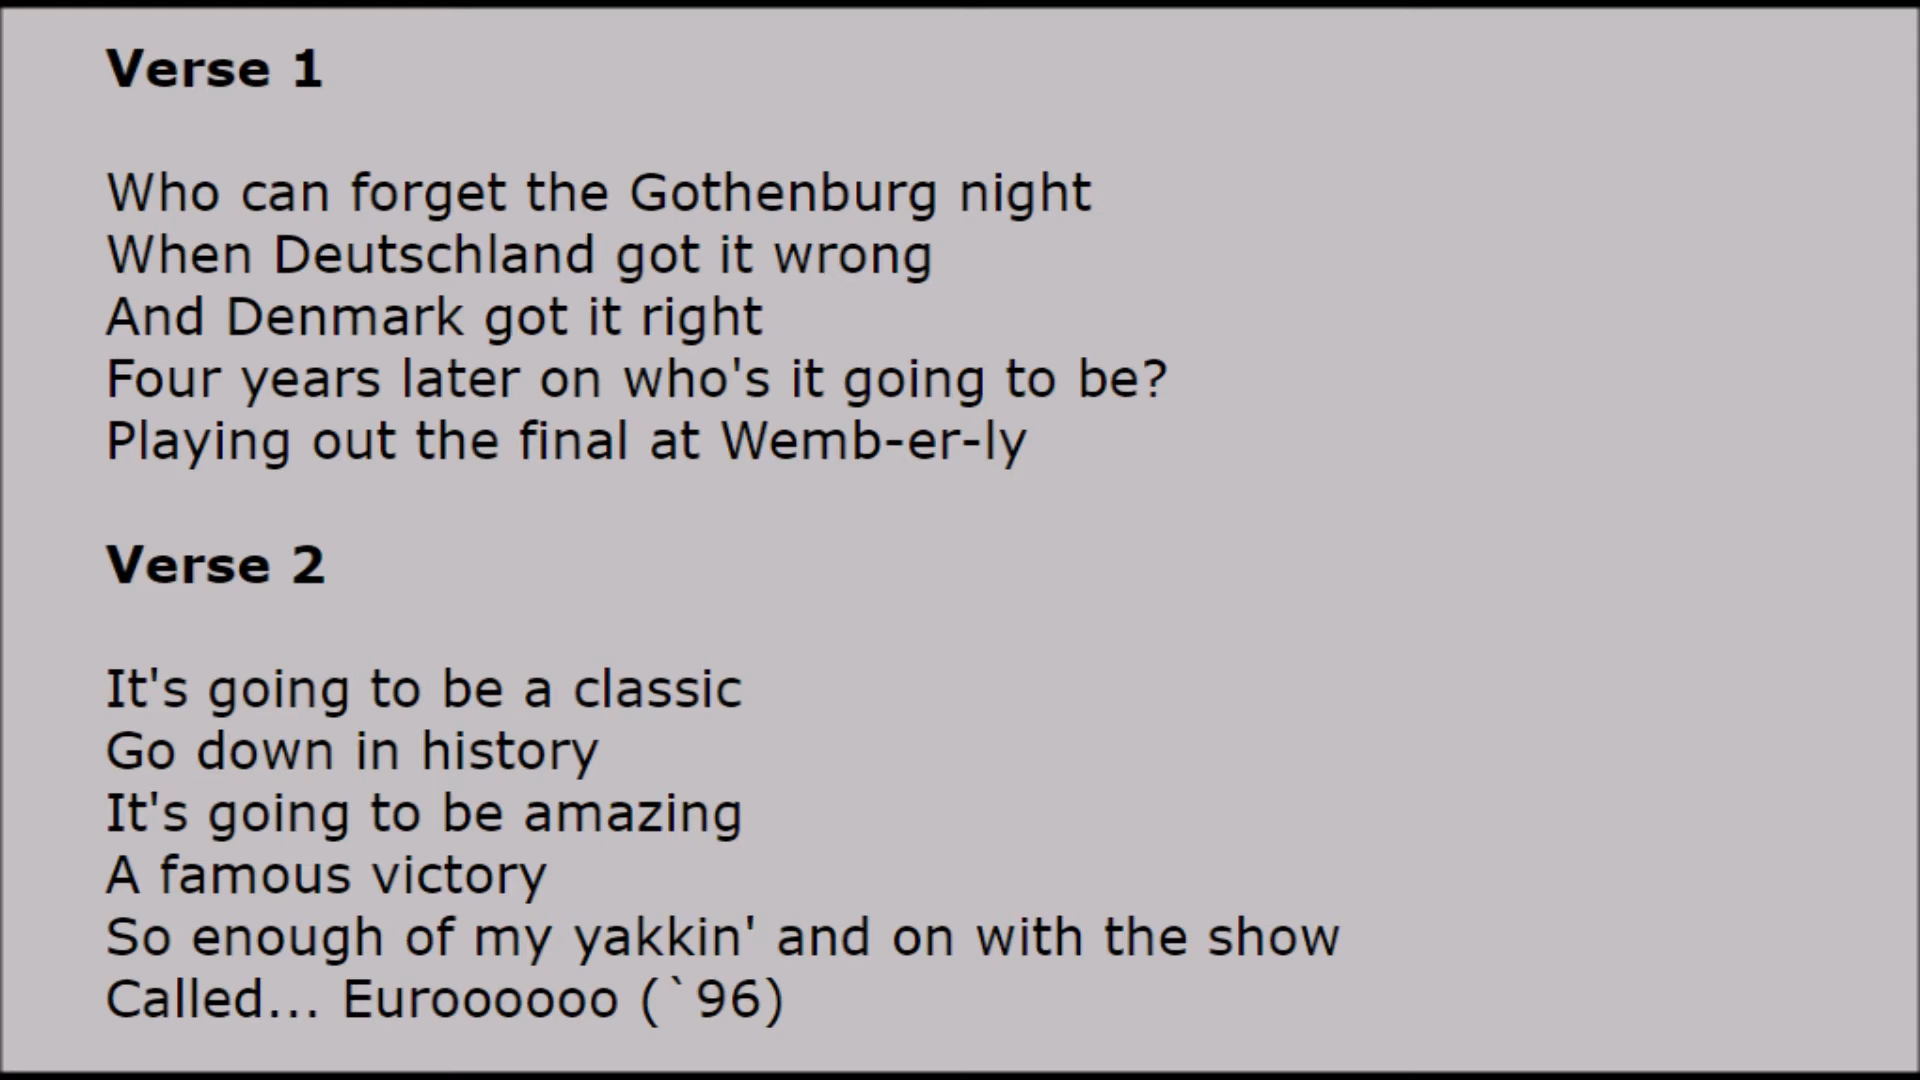 Verse 1
Who can forget the Gothenburg night
When Deutschland got it wrong
And Denmark got it right
Four years later on who's it going to be?
Playing out the final at Wemb-er-ly
Verse 2
It's going to be a classic
Go down in history
It's going to be amazing
A famous victory
So enough of my yakkin' and on with the show
Called... Euroooooo (`96)